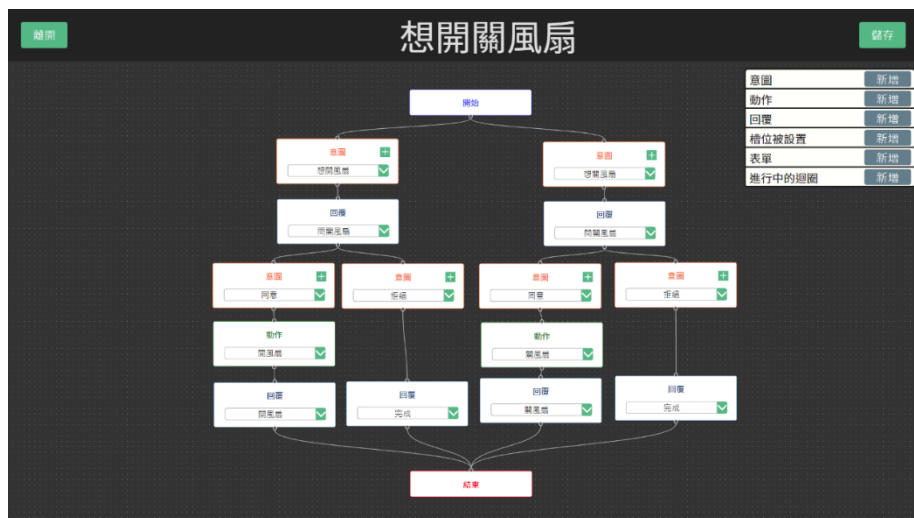 離開
想開關風扇
儲存
意圖 新增
動作 新增
回覆 新增
槽位被設置 新增
表單 新增
進行中的迴圈 新增
開始
意圖
想開風扇
意圖
想關風扇
回覆
問開風扇
回覆
問關風扇
意圖
同意
意圖
拒絕
意圖
同意
意圖
拒絕
動作
開風扇
動作
關風扇
回覆
開風扇
回覆
完成
回覆
關風扇
回覆
完成
結束